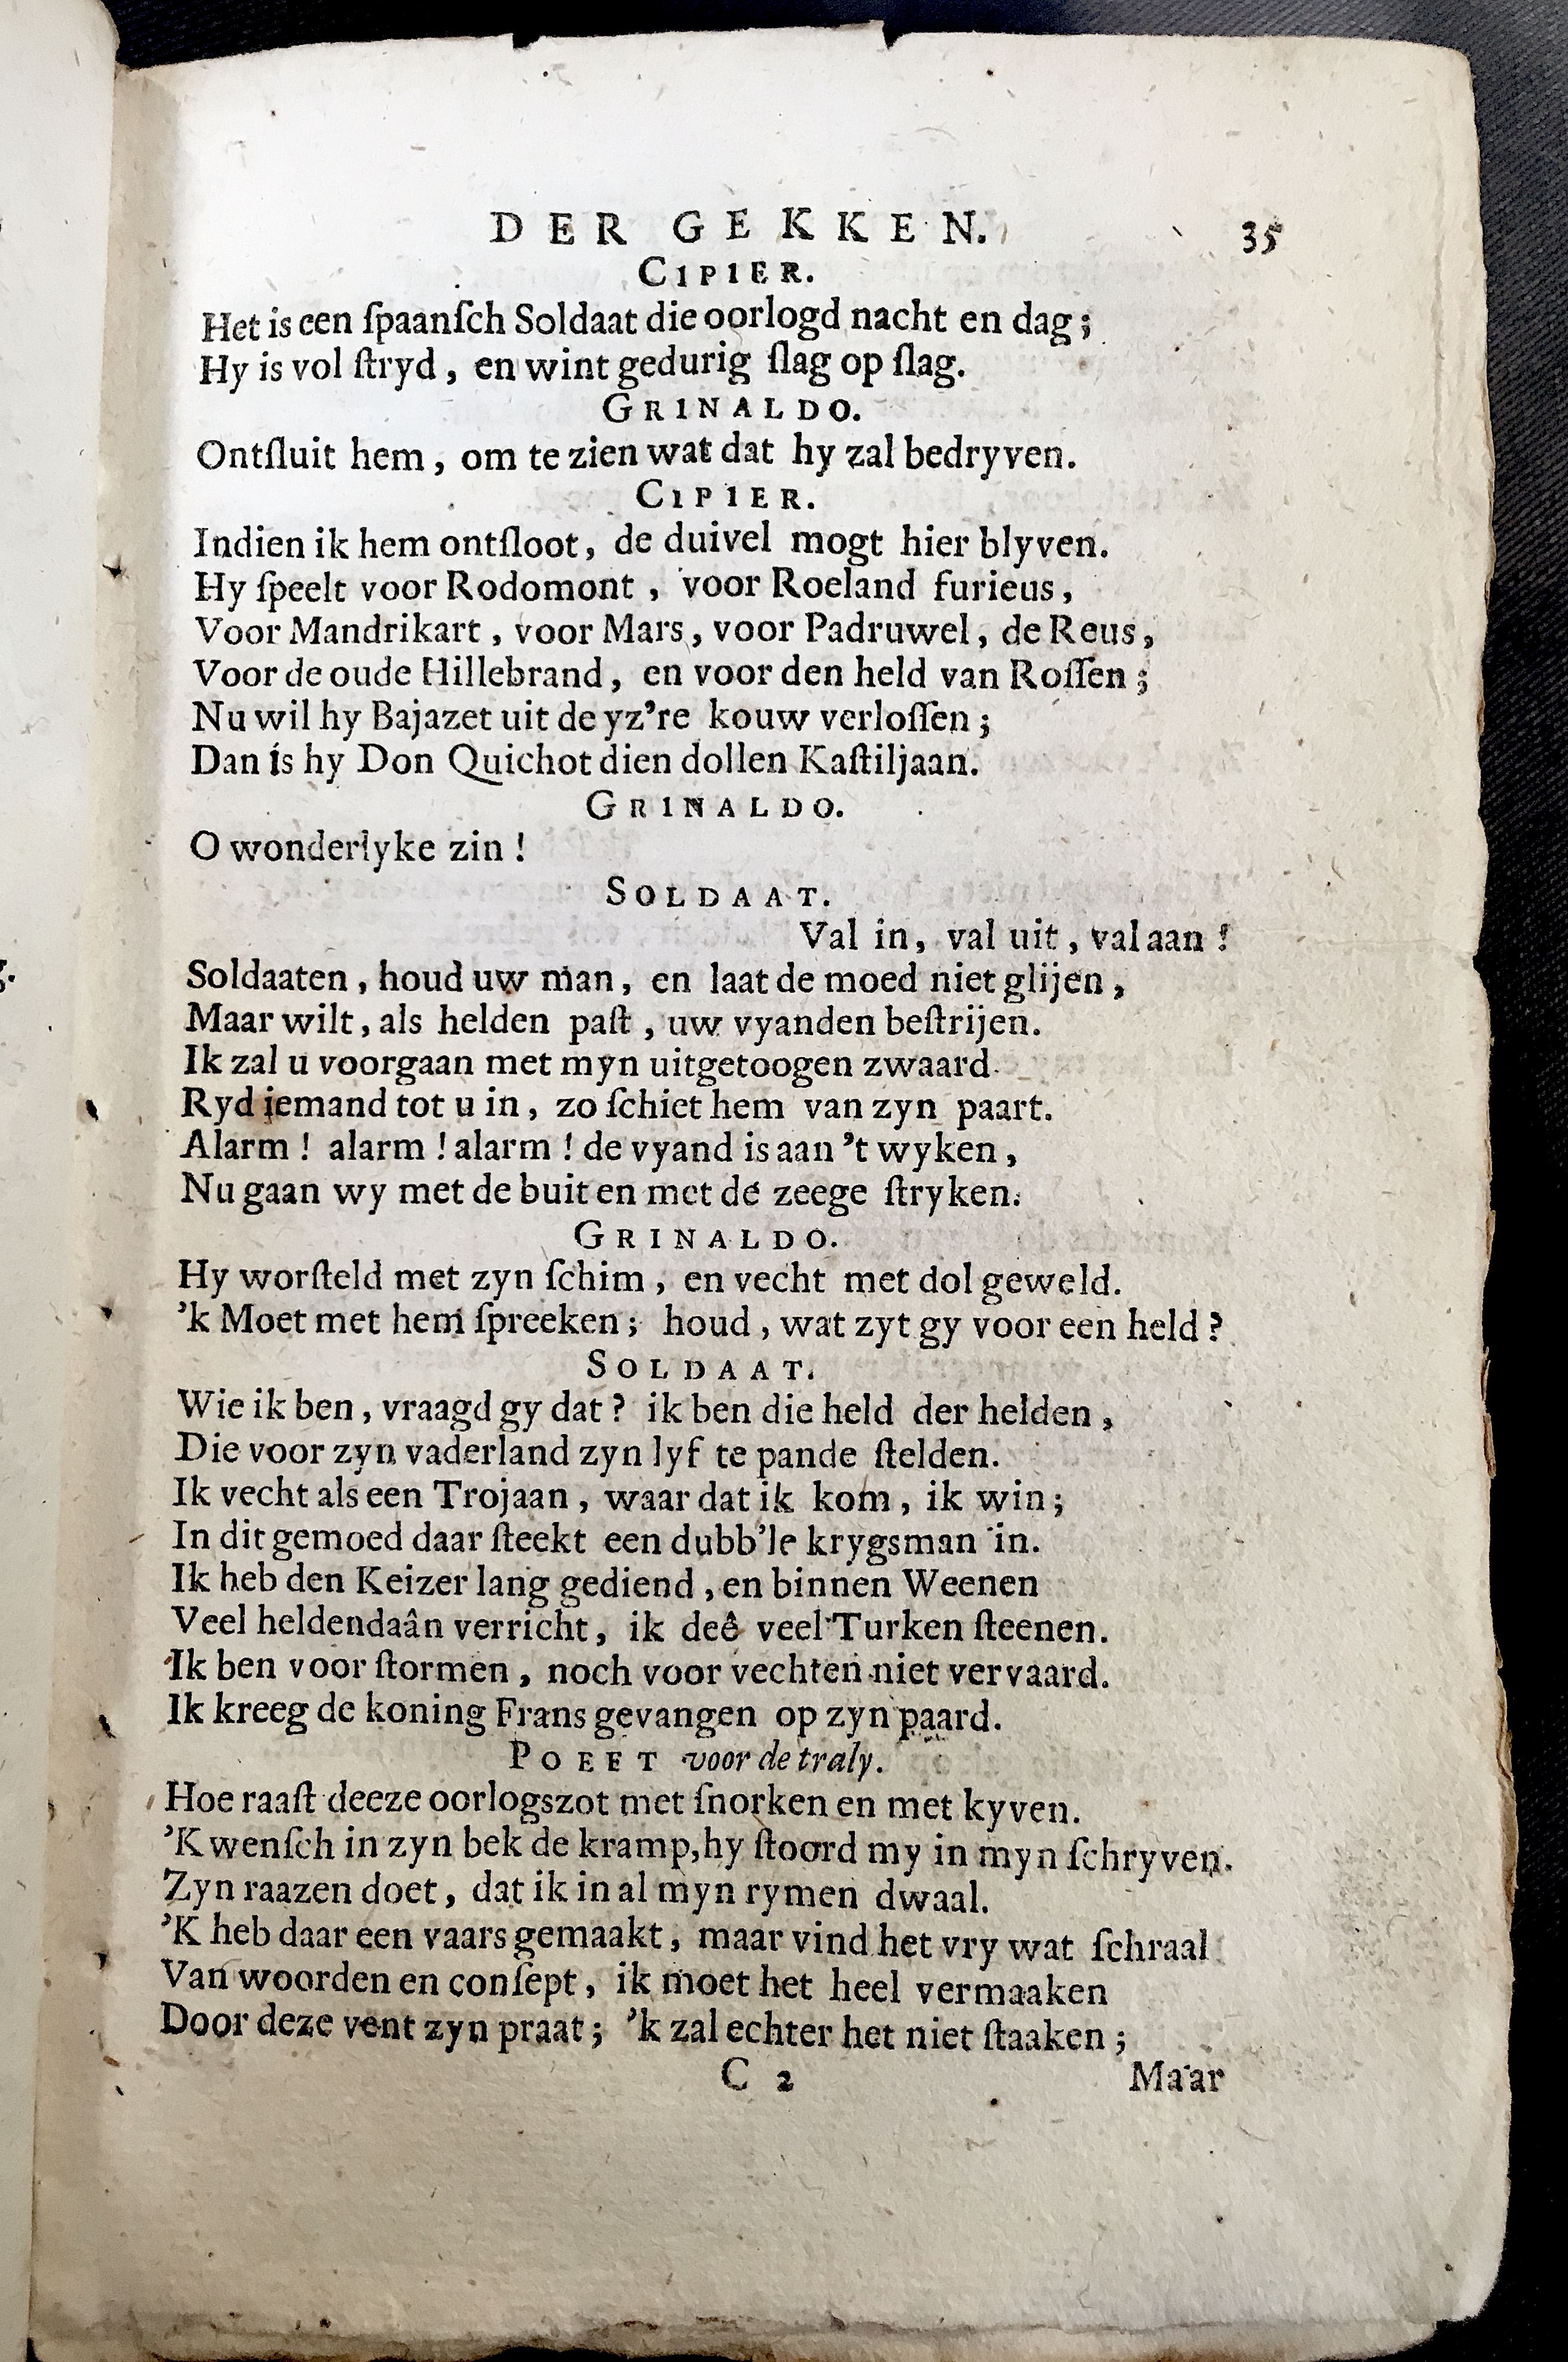 DER GEKKEN. 35
CIPIER.
Het is een ſpaanſch Soldaat die oorlogd nacht en dag;
Hy is vol ſtryd, en wint gedurig ſlag op ſlag.
GRINALDO.
Ontſluit hem, om te zien wat dat hy zal bedryven.
CIPIER.
Indien ik hem ontſloot, de duivel mogt hier blyven.
Hy ſpeelt voor Rodomont, voor Roeland furieus,
Voor Mandrikart, voor Mars, voor Padruwel, de Reus,
Voor de oude Hillebrand, en voor den held van Roſſen;
Nu wil hy Bajazet uit de yz’re kouw verloſſen;
Dan is hy Don Quichot dien dollen Kaſtiljaan.
GRINALDO.
O wonderlyke zin!
SOLDAAT.
Val in, val uit, val aan!
Soldaaten, houd uw man, en laat de moed niet glijen,
Maar wilt, als helden paſt, uw vyanden beſtrijen.
Ik zal u voorgaan met myn uitgetoogen zwaard.
Ryd iemand tot u in, zo ſchiet hem van zyn paart.
Alarm! alarm! alarm! de vyand is aan ’t wyken,
Nu gaan wy met de buit en met de zeege ſtryken.
GRINALDO.
Hy worſteld met zyn ſchim, en vecht met dol geweld.
’k Moet met hem ſpreeken; houd, wat zyt gy voor een held?
SOLDAAT.
Wie ik ben, vraagd gy dat? ik ben die held der helden,
Die voor zyn vaderland zyn lyf te pande ſtelden.
Ik vecht als een Trojaan, waar dat ik kom, ik win;
In dit gemoed daar ſteekt een dubb’le krygsman in.
Ik heb den Keizer lang gediend, en binnen Weenen
Veel heldendaân verricht, ik deê veel Turken ſteenen.
Ik ben voor ſtormen, noch voor vechten niet vervaard.
Ik kreeg de koning Frans gevangen op zyn paard.
POEET voor de traly.
Hoe raaſt deeze oorlogszot met ſnorken en met kyven.
’K wenſch in zyn bek de kramp, hy ſtoord my in myn ſchryven.
Zyn raazen doet, dat ik in al myn rymen dwaal.
’K heb daar een vaars gemaakt, maar vind het vry wat ſchraal
Van woorden en conſept, ik moet het heel vermaaken
Door deze vent zyn praat; ’k zal echter het niet ſtaaken;
C 2 Maar